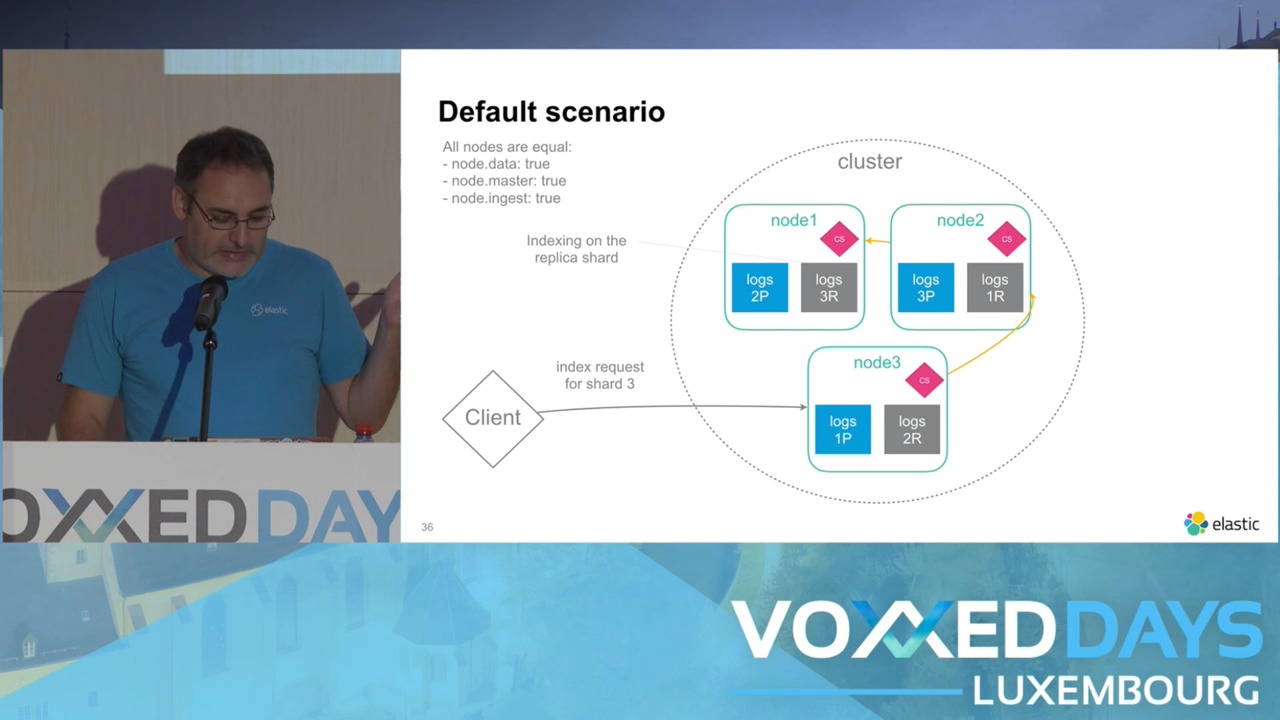 Default scenario
All nodes are equal:
- node.data: true
- node.master: true
- node.ingest: true
cluster
node1
CS
logs
2P
logs
3R
node2
CS
logs
3P
logs
1R
Indexing on the
replica shard
node3
CS
logs
1P
logs
2R
index request
for shard 3
Client
36
elastic
elastic
OXXED DAY
VOXXED DAYS
LUXEMBOURG